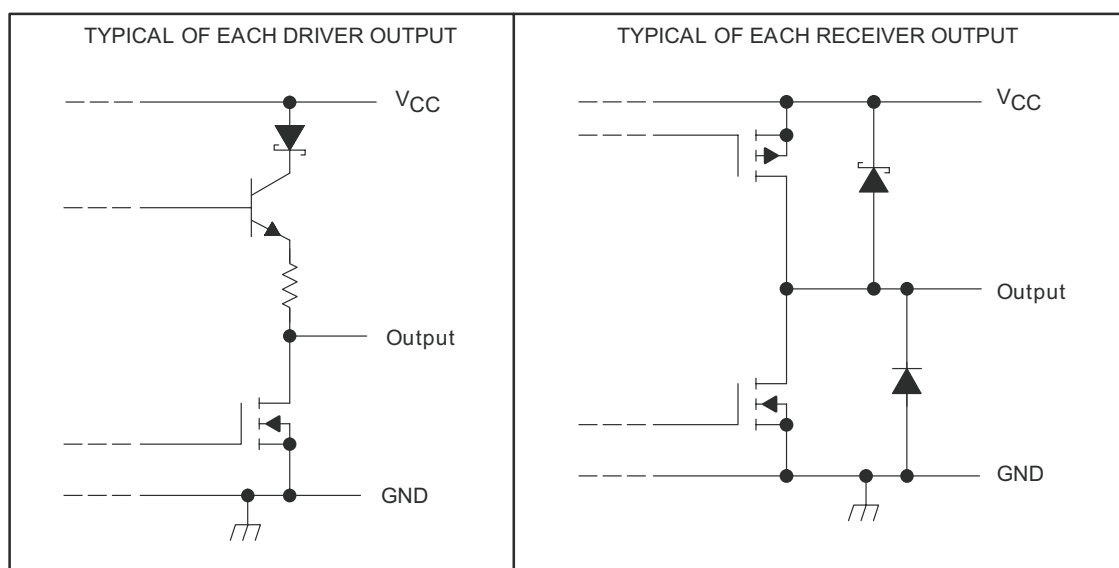 TYPICAL OF EACH DRIVER OUTPUT
VCC
Output
GND
TYPICAL OF EACH RECEIVER OUTPUT
VCC
Output
GND